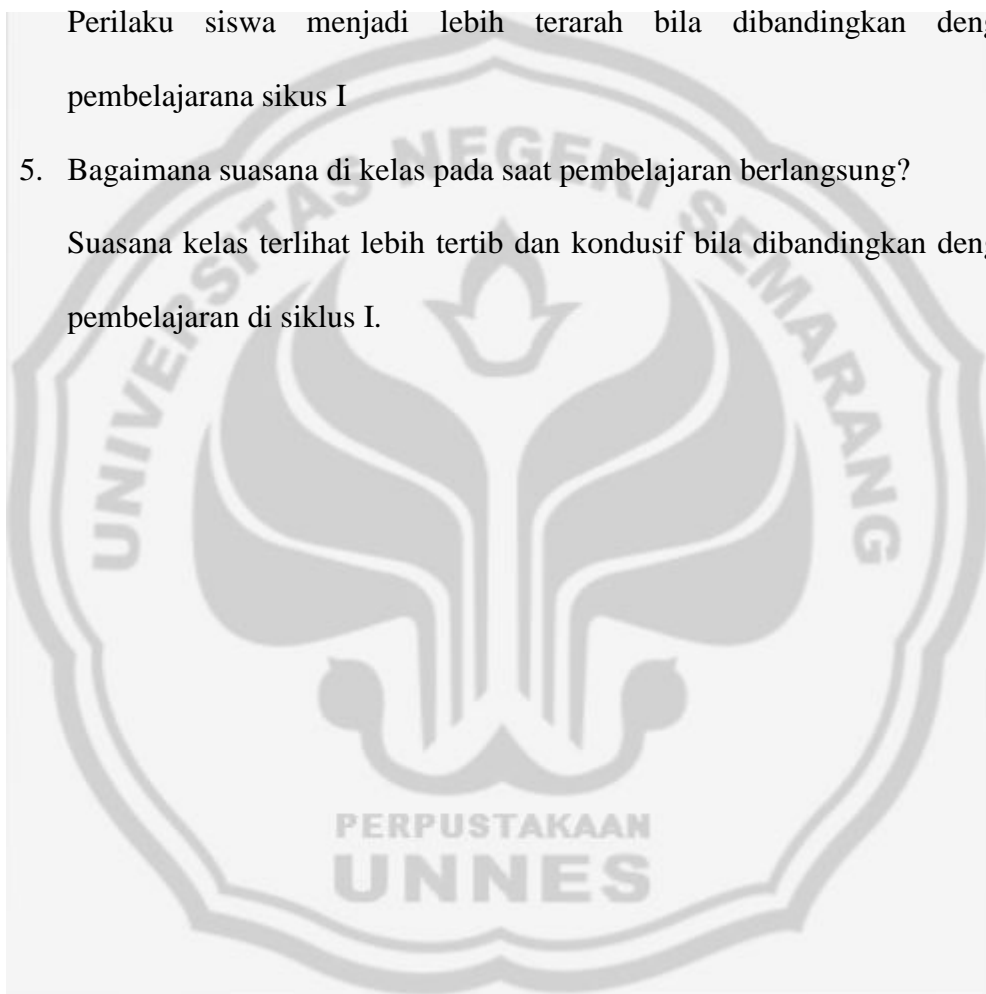 Perilaku siswa menjadi lebih terarah bila dibandingkan deng
pembelajarana sikus I
5. Bagaimana suasana di kelas pada saat pembelajaran berlangsung?
Suasana kelas terlihat lebih tertib dan kondusif bila dibandingkan deng
pembelajaran di siklus I.
UNIVERSITAS NEGERI SEMARANG
PERPUSTAKAAN
UNNES